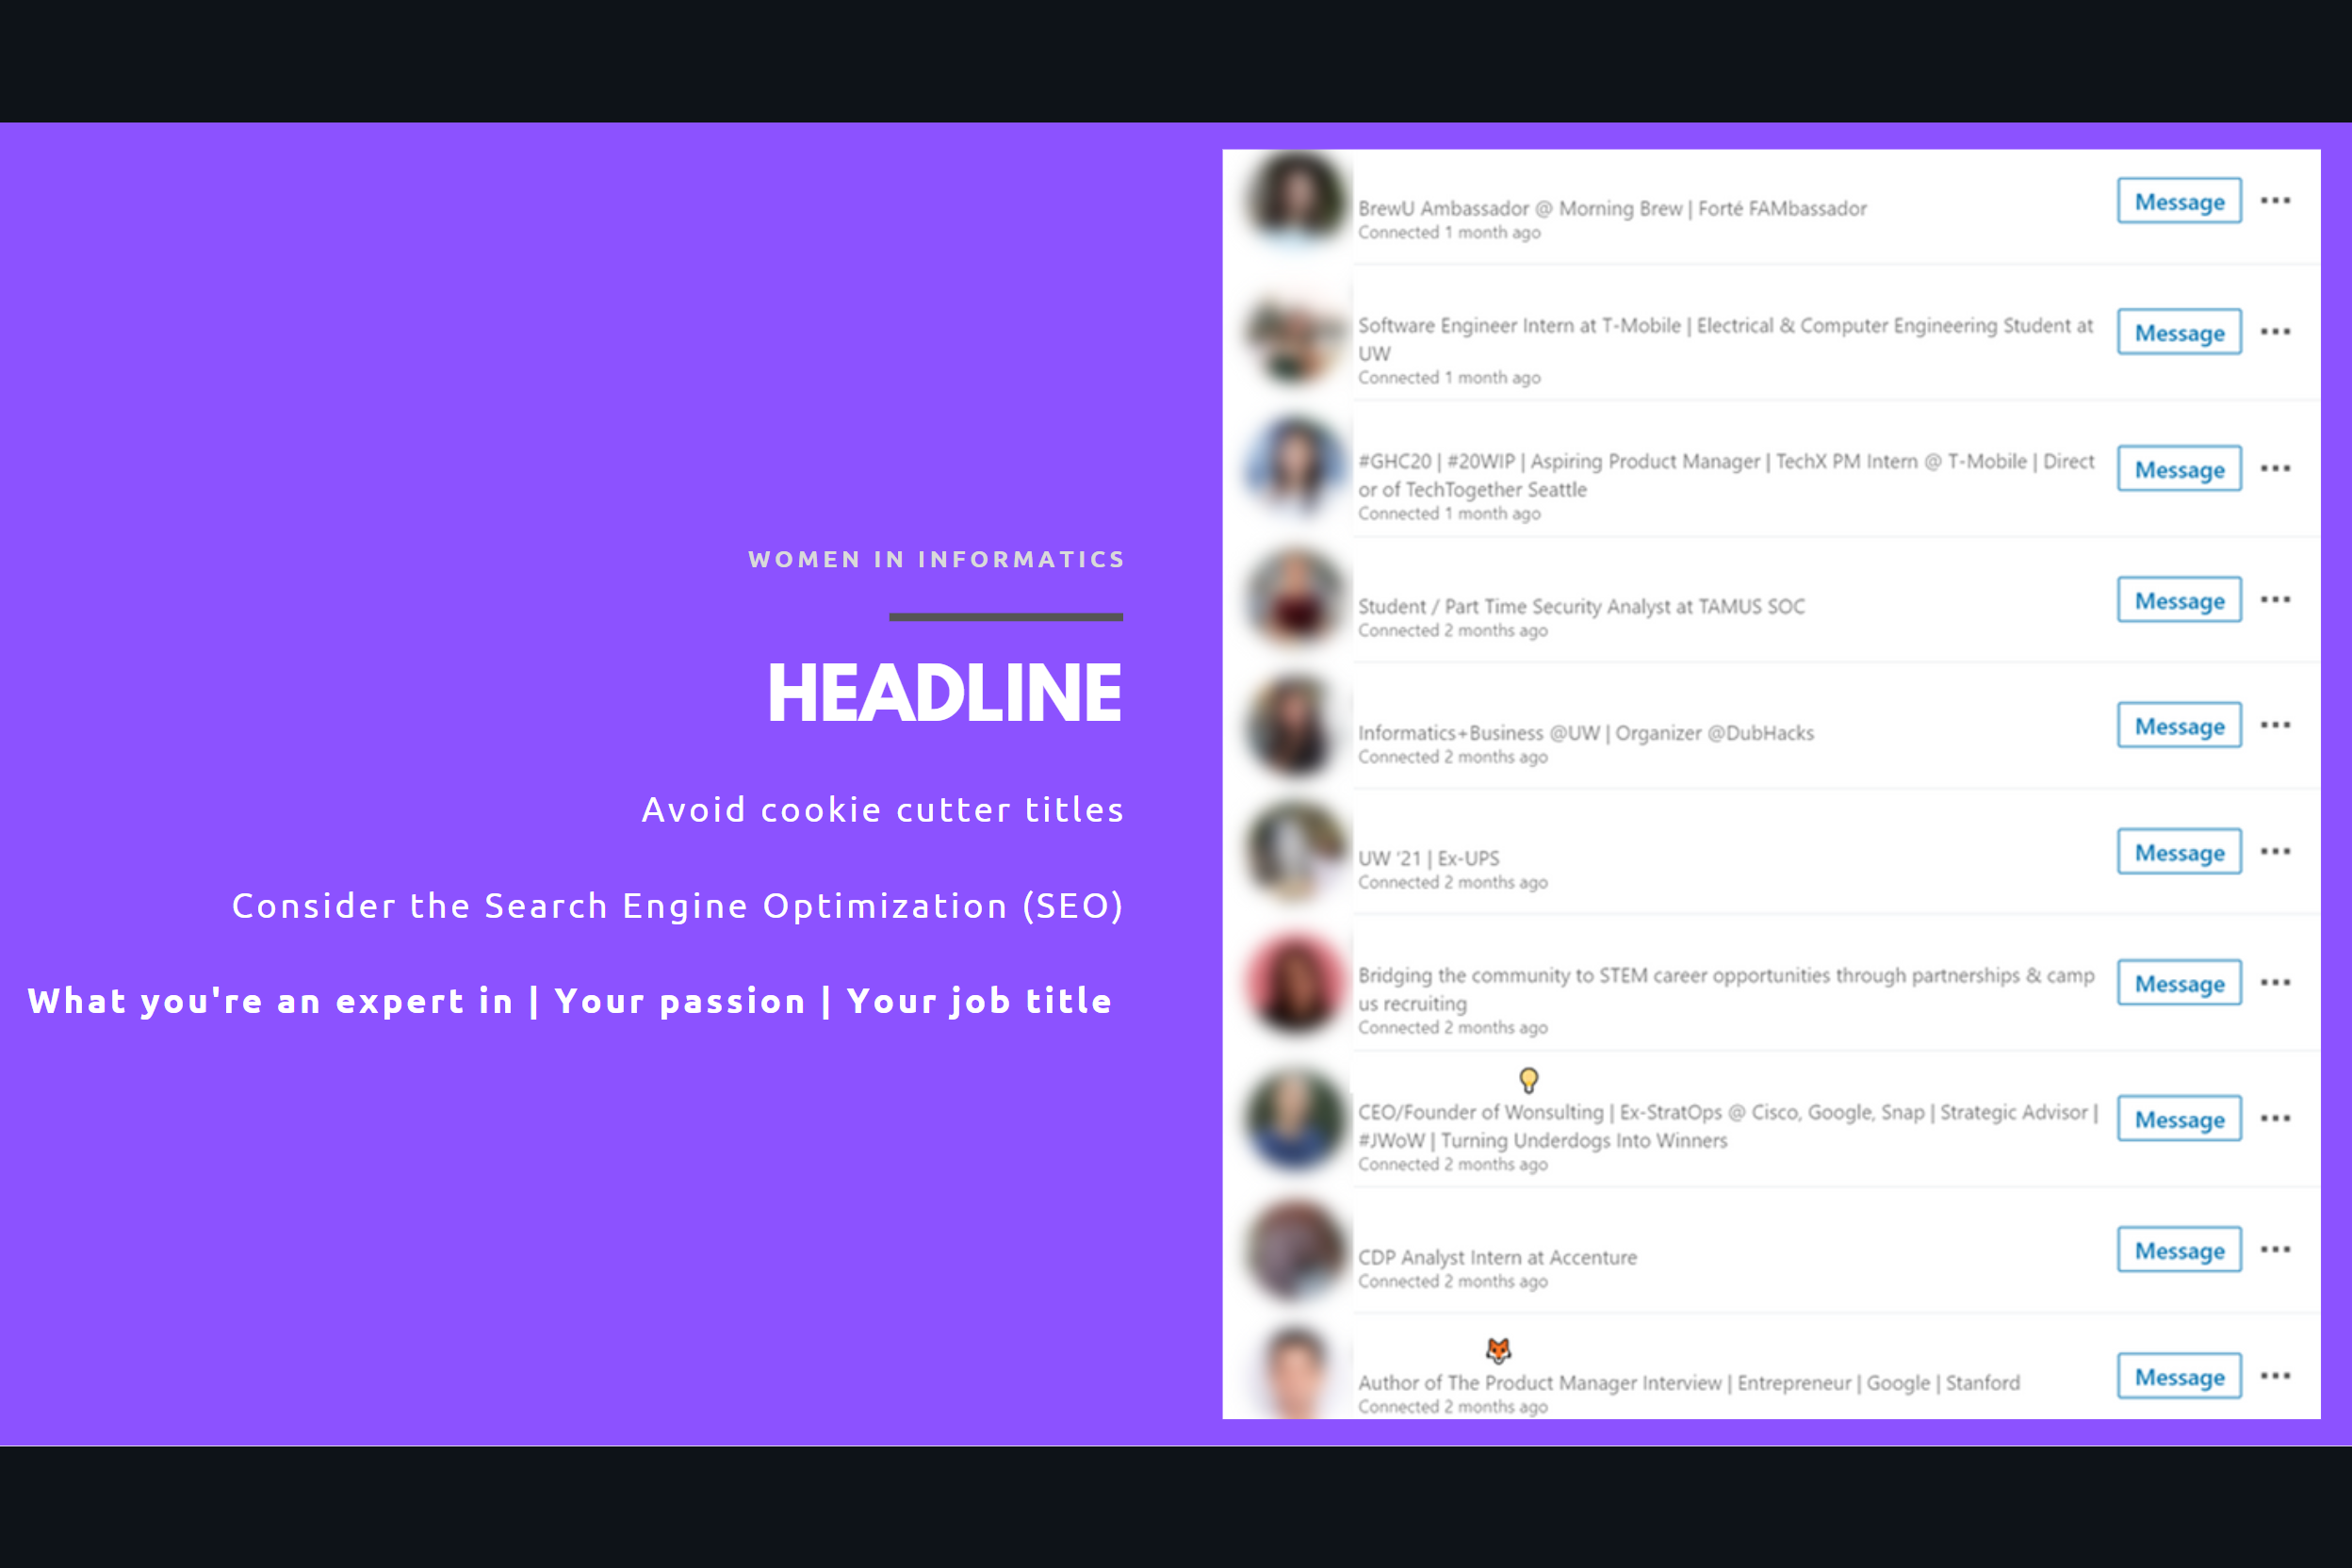 WOMEN IN INFORMATICS
HEADLINE
Avoid cookie cutter titles
Consider the Search Engine Optimization (SEO)
What you're an expert in | Your passion | Your job title
BrewU Ambassador @ Morning Brew | Forté FAMbassador
Connected 1 month ago
Message
Software Engineer Intern at T-Mobile | Electrical & Computer Engineering Student at
UW
Connected 1 month ago
Message
#GHC20 | #20WIP | Aspiring Product Manager | TechX PM Intern @ T-Mobile | Direct
or of TechTogether Seattle
Connected 1 month ago
Message
Student / Part Time Security Analyst at TAMUS SOC
Connected 2 months ago
Message
Informatics+Business @UW | Organizer @DubHacks
Connected 2 months ago
Message
UW '21 | Ex-UPS
Connected 2 months ago
Message
Bridging the community to STEM career opportunities through partnerships & camp
us recruiting
Connected 2 months ago
Message
CEO/Founder of Wonsulting | Ex-StratOps @ Cisco, Google, Snap | Strategic Advisor |
#JWoW | Turning Underdogs Into Winners
Connected 2 months ago
Message
CDP Analyst Intern at Accenture
Connected 2 months ago
Message
Author of The Product Manager Interview | Entrepreneur | Google | Stanford
Connected 2 months ago
Message